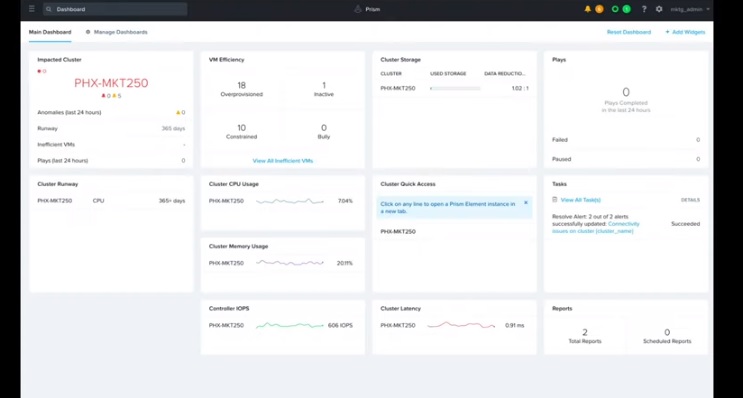 Dashboard
Prism
? mktg_admin
Main Dashboard
Manage Dashboards
Reset Dashboard
+ Add Widgets
Impacted Cluster
0
PHX-MKT250
0 5
Anomalies (last 24 hours) 0
Runway 365 days
Inefficient VMs -
Plays (last 24 hours) 0
VM Efficiency
18 1
Overprovisioned Inactive
10 0
Constrained Bully
View All Inefficient VMs
Cluster Storage
CLUSTER USED STORAGE DATA REDUCTIO...
PHX-MKT250 1.02 : 1
Plays
0
Plays Completed
in the last 24 hours
Failed 0
Paused 0
Cluster Runway
PHX-MKT250 CPU 365+ days
Cluster CPU Usage
PHX-MKT250 7.04%
Cluster Quick Access
Click on any line to open a Prism Element instance in
a new tab.
PHX-MKT250
Tasks
View All Task(s) DETAILS
Resolve Alert: 2 out of 2 alerts
successfully updated: Connectivity Succeeded
issues on cluster {cluster_name}
Cluster Memory Usage
PHX-MKT250 20.11%
Controller IOPS
PHX-MKT250 606 IOPS
Cluster Latency
PHX-MKT250 0.91 ms
Reports
2 0
Total Reports Scheduled Reports